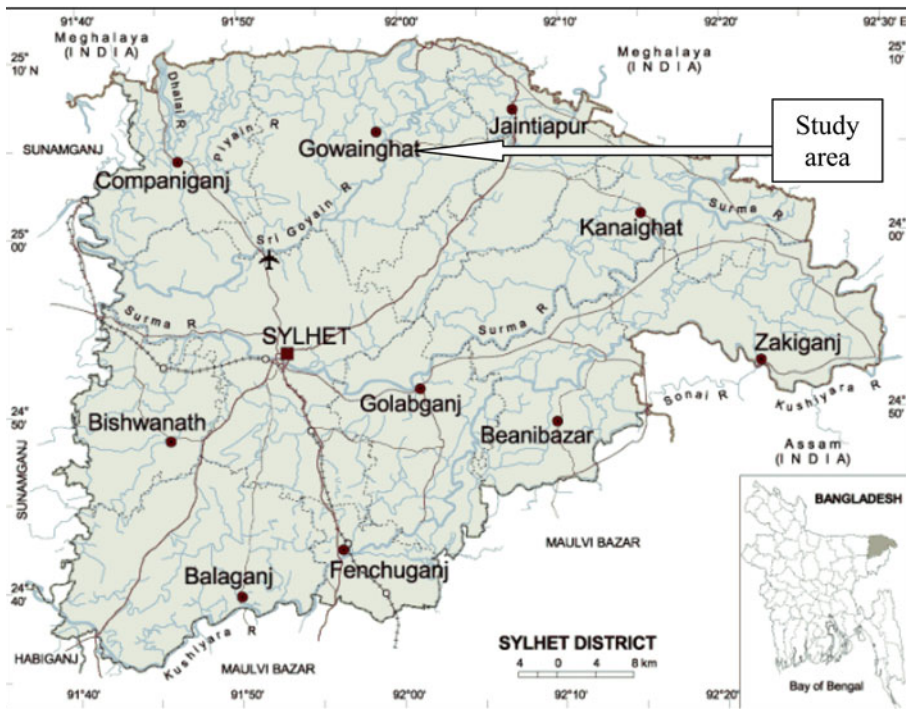 91°40'
91°50'
92°00'
92°10'
92°20'
92°30' E
25°
10' N
Meghalaya
(INDIA)
Meghalaya
(INDIA)
25°
10'
Dhalai R
Jaintiapur
Study
area
SUNAMGANJ
Piyain R
Gowainghat
Companiganj
Sri Goyain R
Surma R
Kanaighat
25°
00'
24°
00'
Surma R
SYLHET
Surma R
Zakiganj
Golabganj
Sonai R
Kushiyara R
24°
50'
24°
50'
Bishwanath
Beanibazar
Assam
(INDIA)
SUNAMGANJ
BANGLADESH
MAULVI BAZAR
Fenchuganj
24°
40'
Balaganj
Kushiyara R
SYLHET DISTRICT
4 0 4 8 km
HABIGANJ
MAULVI BAZAR
Bay of Bengal
91°40'
91°50'
92°00'
92°10'
92°20'